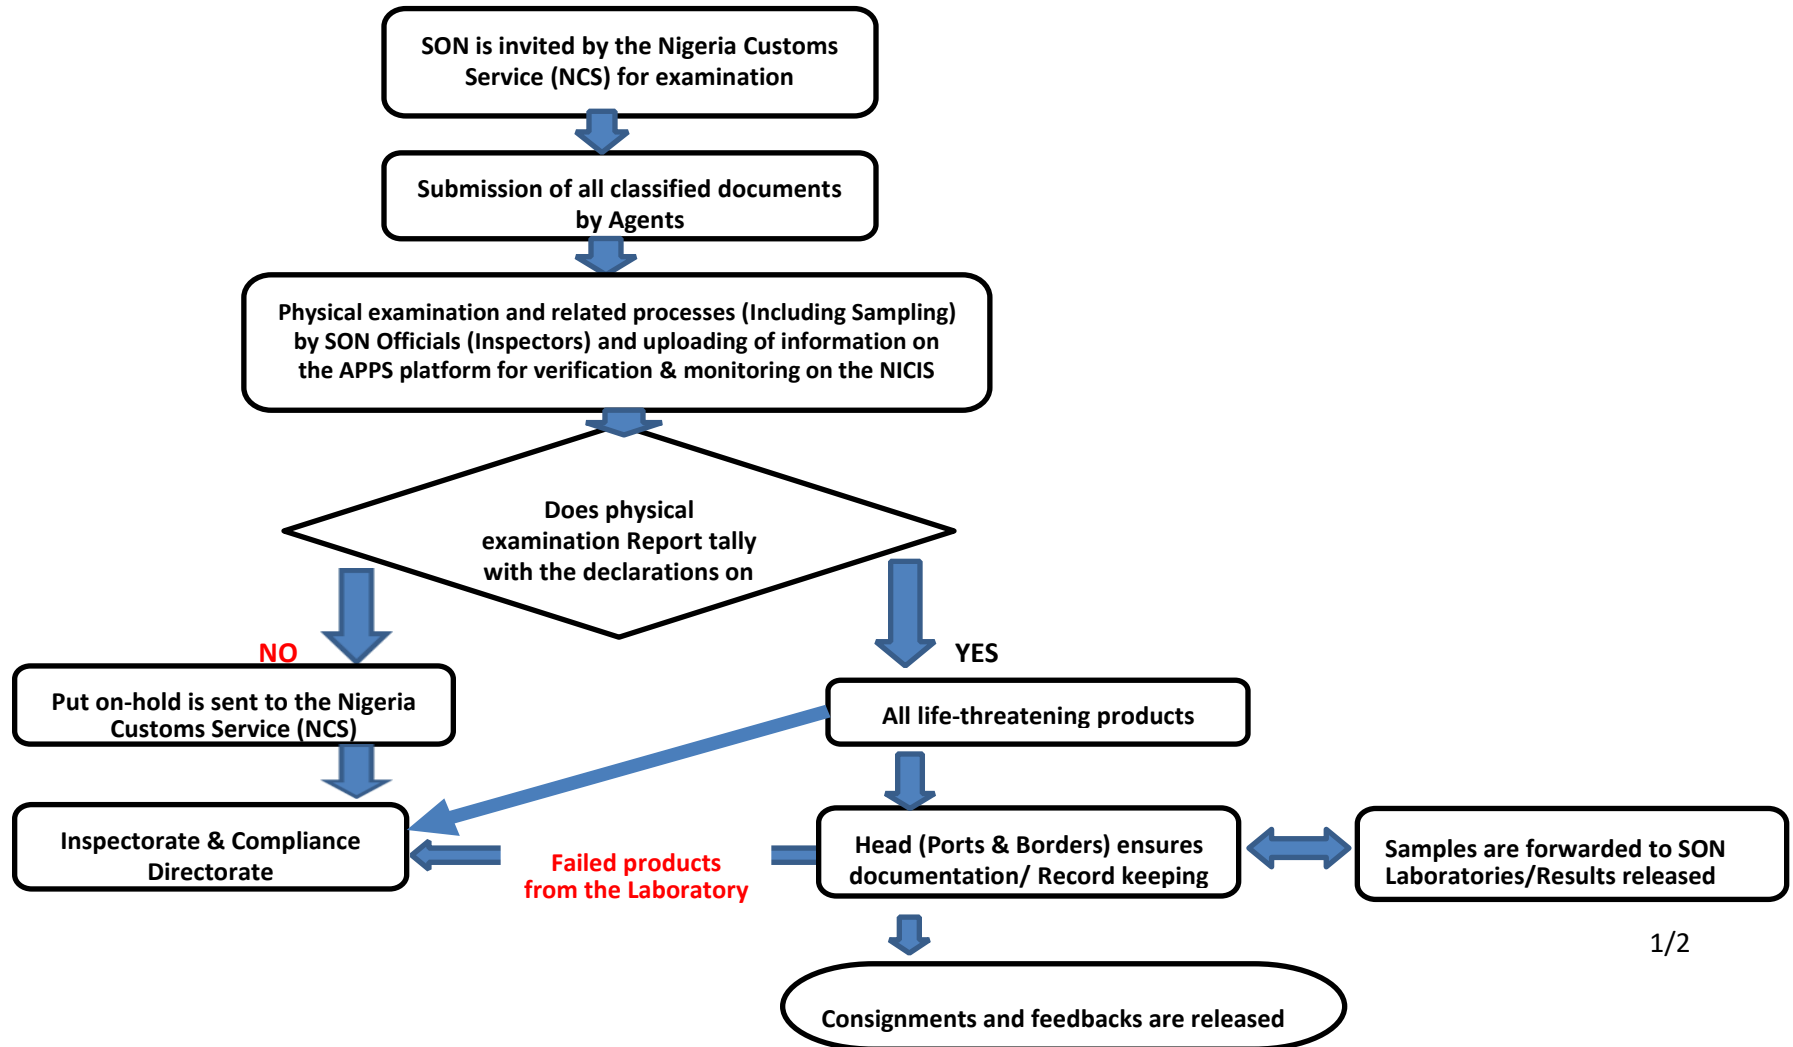 SON is invited by the Nigeria Customs
Service (NCS) for examination
Submission of all classified documents
by Agents
Physical examination and related processes (Including Sampling)
by SON Officials (Inspectors) and uploading of information on
the APPS platform for verification & monitoring on the NICIS
Does physical
examination Report tally
with the declarations on
NO
YES
Put on-hold is sent to the Nigeria
Customs Service (NCS)
All life-threatening products
Inspectorate & Compliance
Directorate
Failed products
from the Laboratory
Head (Ports & Borders) ensures
documentation/ Record keeping
Samples are forwarded to SON
Laboratories/Results released
1/2
Consignments and feedbacks are released